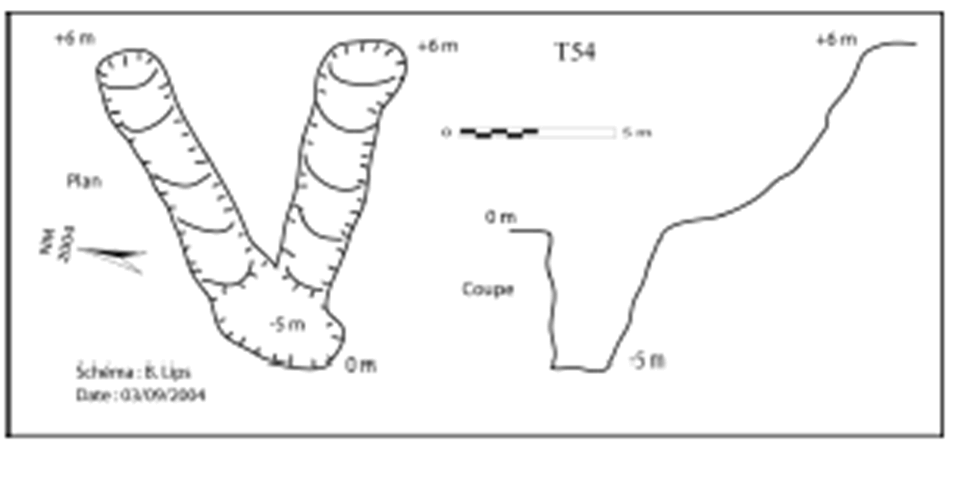 +6 m
+6 m
T54
+6 m
0 5 m
Plan
0 m
NM
2004
Coupe
-5 m
-5 m
0 m
Schéma : B. Lips
Date : 03/09/2004